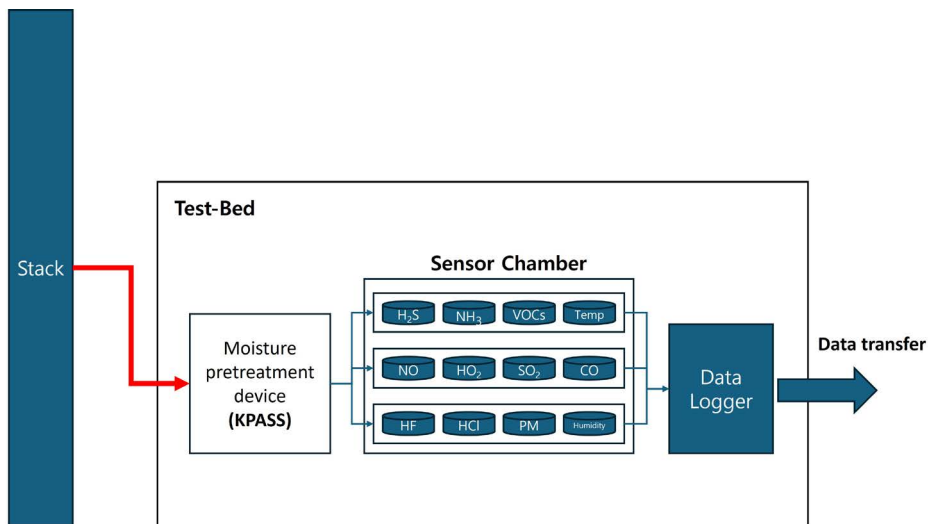 Test-Bed
Stack
Sensor Chamber
H₂S NH₃ VOCs Temp
Moisture
pretreatment
device
(KPASS)
NO HO₂ SO₂ CO
HF HCl PM Humidity
Data
Logger
Data transfer